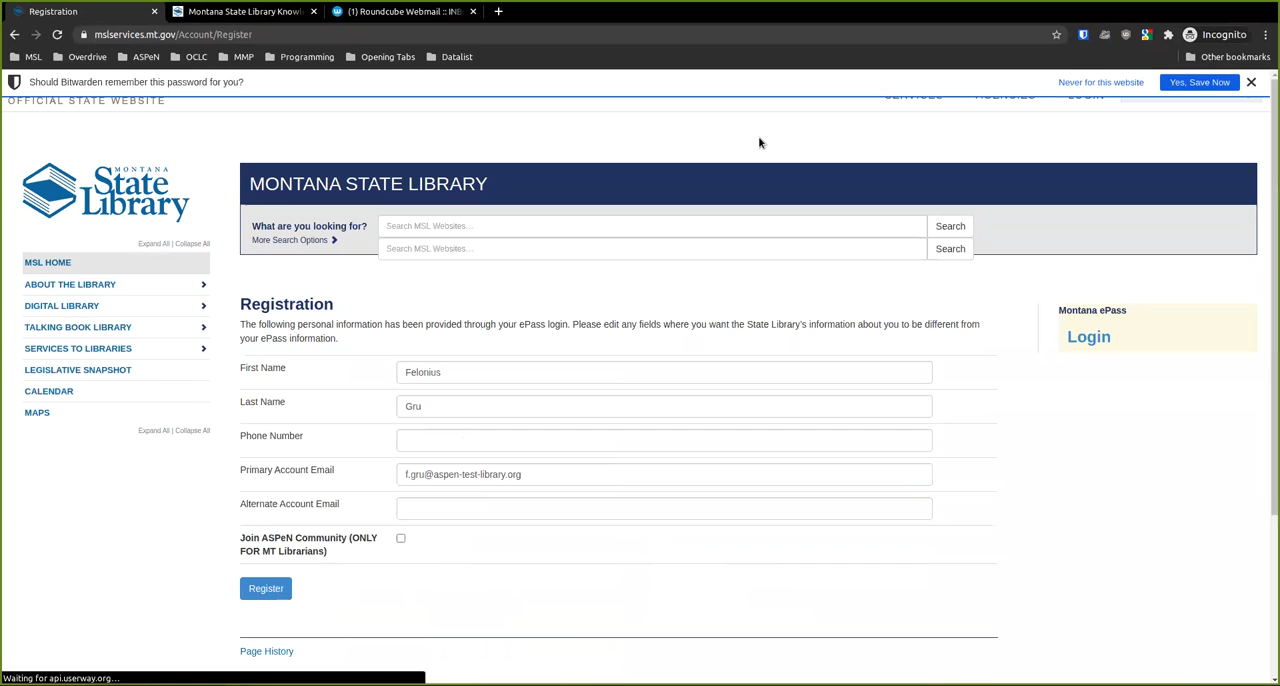 Registration
Montana State Library Knowl
(1) Roundcube Webmail :: INB
mslservices.mt.gov/Account/Register
Incognito
MSL
Overdrive
ASPeN
OCLC
MMP
Programming
Opening Tabs
Datalist
Other bookmarks
Should Bitwarden remember this password for you?
Never for this website
Yes, Save Now
OFFICIAL STATE WEBSITE
SERVICES
AGENCIES
LOGIN
MONTANA
State
Library
MONTANA STATE LIBRARY
What are you looking for?
Search MSL Websites...
Search
More Search Options
Search MSL Websites...
Search
Expand All | Collapse All
MSL HOME
ABOUT THE LIBRARY
DIGITAL LIBRARY
TALKING BOOK LIBRARY
SERVICES TO LIBRARIES
LEGISLATIVE SNAPSHOT
CALENDAR
MAPS
Expand All | Collapse All
Registration
The following personal information has been provided through your ePass login. Please edit any fields where you want the State Library's information about you to be different from
your ePass information.
First Name
Felonius
Last Name
Gru
Phone Number
Primary Account Email
f.gru@aspen-test-library.org
Alternate Account Email
Join ASPeN Community (ONLY
FOR MT Librarians)
Register
Montana ePass
Login
Page History
Waiting for api.userway.org...